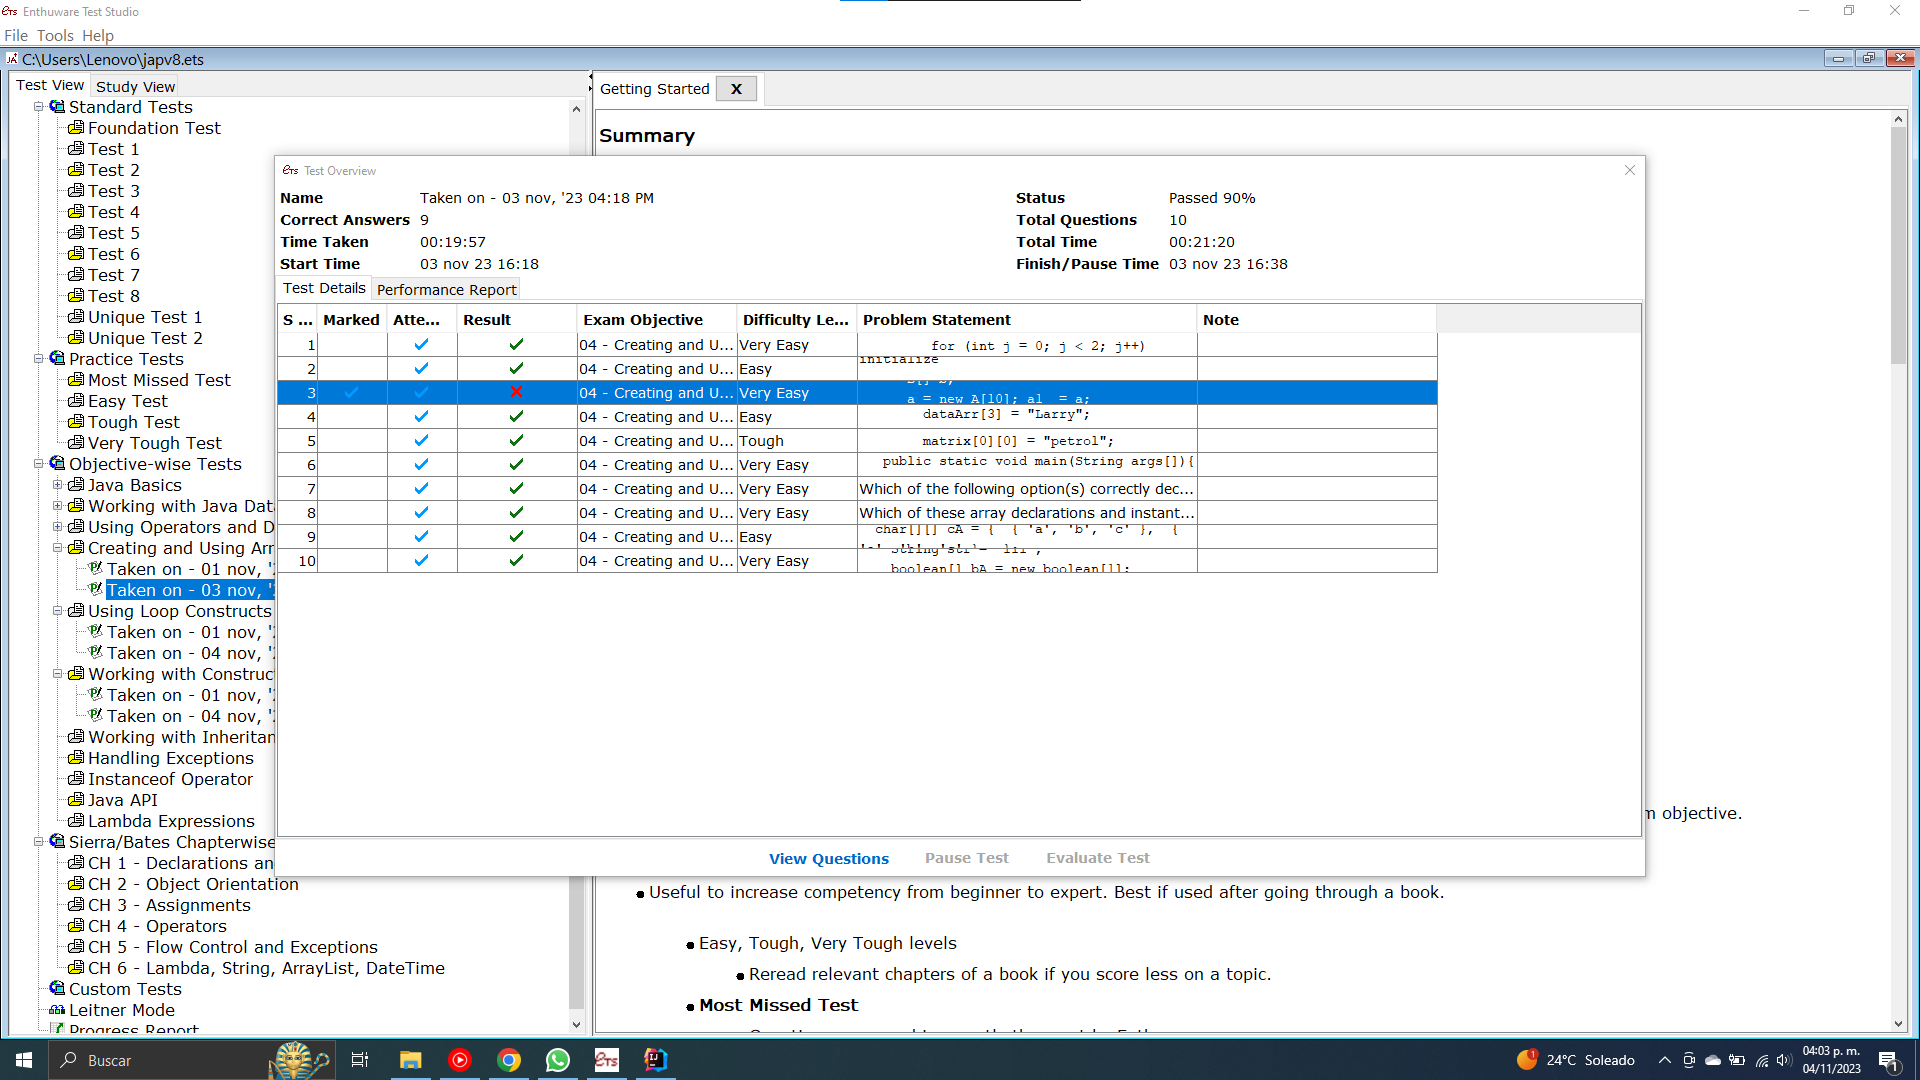 eTs Enthuware Test Studio
File Tools Help
C:\Users\Lenovo\japv8.ets
Test View Study View
Getting Started X
Standard Tests
Foundation Test
Test 1
Test 2
Test 3
Test 4
Test 5
Test 6
Test 7
Test 8
Unique Test 1
Unique Test 2
Practice Tests
Most Missed Test
Easy Test
Tough Test
Very Tough Test
Objective-wise Tests
Java Basics
Working with Java Dat
Using Operators and D
Creating and Using Arr
Taken on - 01 nov, '
Taken on - 03 nov, '
Using Loop Constructs
Taken on - 01 nov, '
Taken on - 04 nov, '
Working with Construc
Taken on - 01 nov, '
Taken on - 04 nov, '
Working with Inheritan
Handling Exceptions
Instanceof Operator
Java API
Lambda Expressions
Sierra/Bates Chapterwise
CH 1 - Declarations an
CH 2 - Object Orientation
CH 3 - Assignments
CH 4 - Operators
CH 5 - Flow Control and Exceptions
CH 6 - Lambda, String, ArrayList, DateTime
Custom Tests
Leitner Mode
Progress Report
Summary
eTs Test Overview
Name Taken on - 03 nov, '23 04:18 PM Status Passed 90%
Correct Answers 9 Total Questions 10
Time Taken 00:19:57 Total Time 00:21:20
Start Time 03 nov 23 16:18 Finish/Pause Time 03 nov 23 16:38
Test Details Performance Report
S ... Marked Atte... Result Exam Objective Difficulty Le... Problem Statement Note
1 04 - Creating and U... Very Easy for (int j = 0; j < 2; j++)
2 04 - Creating and U... Easy initialize
3 04 - Creating and U... Very Easy a = new A[10]; a1 = a;
4 04 - Creating and U... Easy dataArr[3] = "Larry";
5 04 - Creating and U... Tough matrix[0][0] = "petrol";
6 04 - Creating and U... Very Easy public static void main(String args[]){
7 04 - Creating and U... Very Easy Which of the following option(s) correctly dec...
8 04 - Creating and U... Very Easy Which of these array declarations and instant...
9 04 - Creating and U... Easy char[][] cA = { { 'a', 'b', 'c' }, {
10 04 - Creating and U... Very Easy boolean[] bA = new boolean[1];
View Questions Pause Test Evaluate Test
m objective.
Useful to increase competency from beginner to expert. Best if used after going through a book.
Easy, Tough, Very Tough levels
Reread relevant chapters of a book if you score less on a topic.
Most Missed Test
Buscar
eTs
IJ
1
24°C Soleado
04:03 p. m.
04/11/2023
1